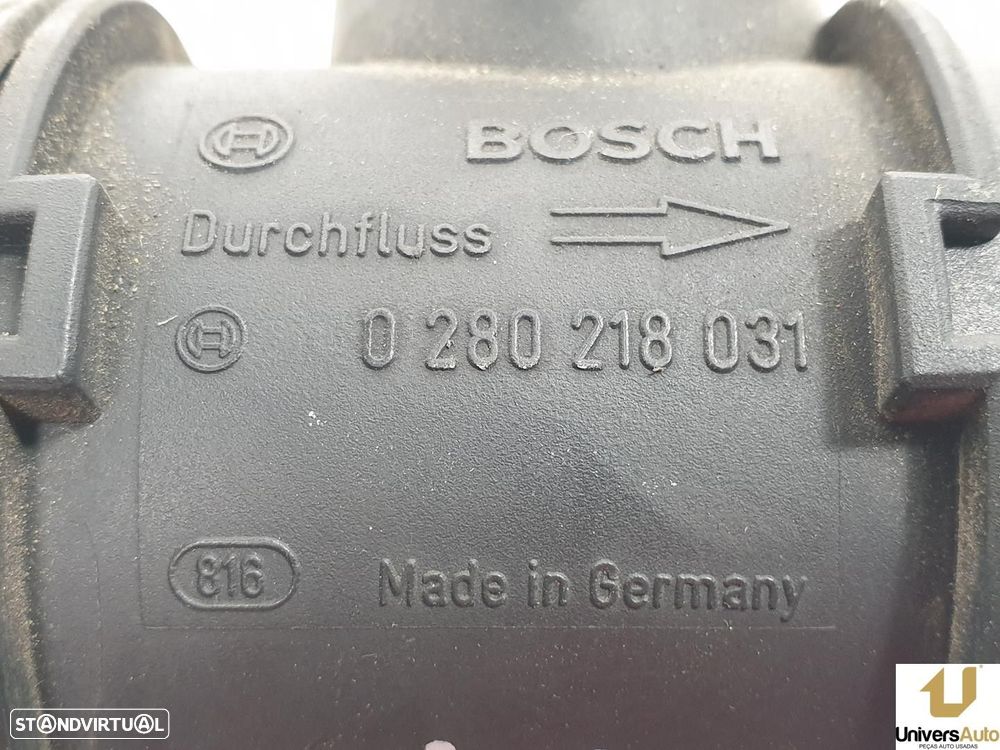 BOSCH
Durchfluss
0 280 218 031
816
Made in Germany
STANDVIRTUAL
UniversAuto
PEÇAS AUTO USADAS